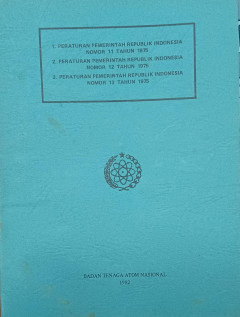 1. PERATURAN PEMERINTAH REPUBLIK INDONESIA
NOMOR 11 TAHUN 1975
2. PERATURAN PEMERINTAH REPUBLIK INDONESIA
NOMOR 12 TAHUN 1975
3. PERATURAN PEMERINTAH REPUBLIK INDONESIA
NOMOR 13 TAHUN 1975
BADAN TENAGA ATOM NASIONAL